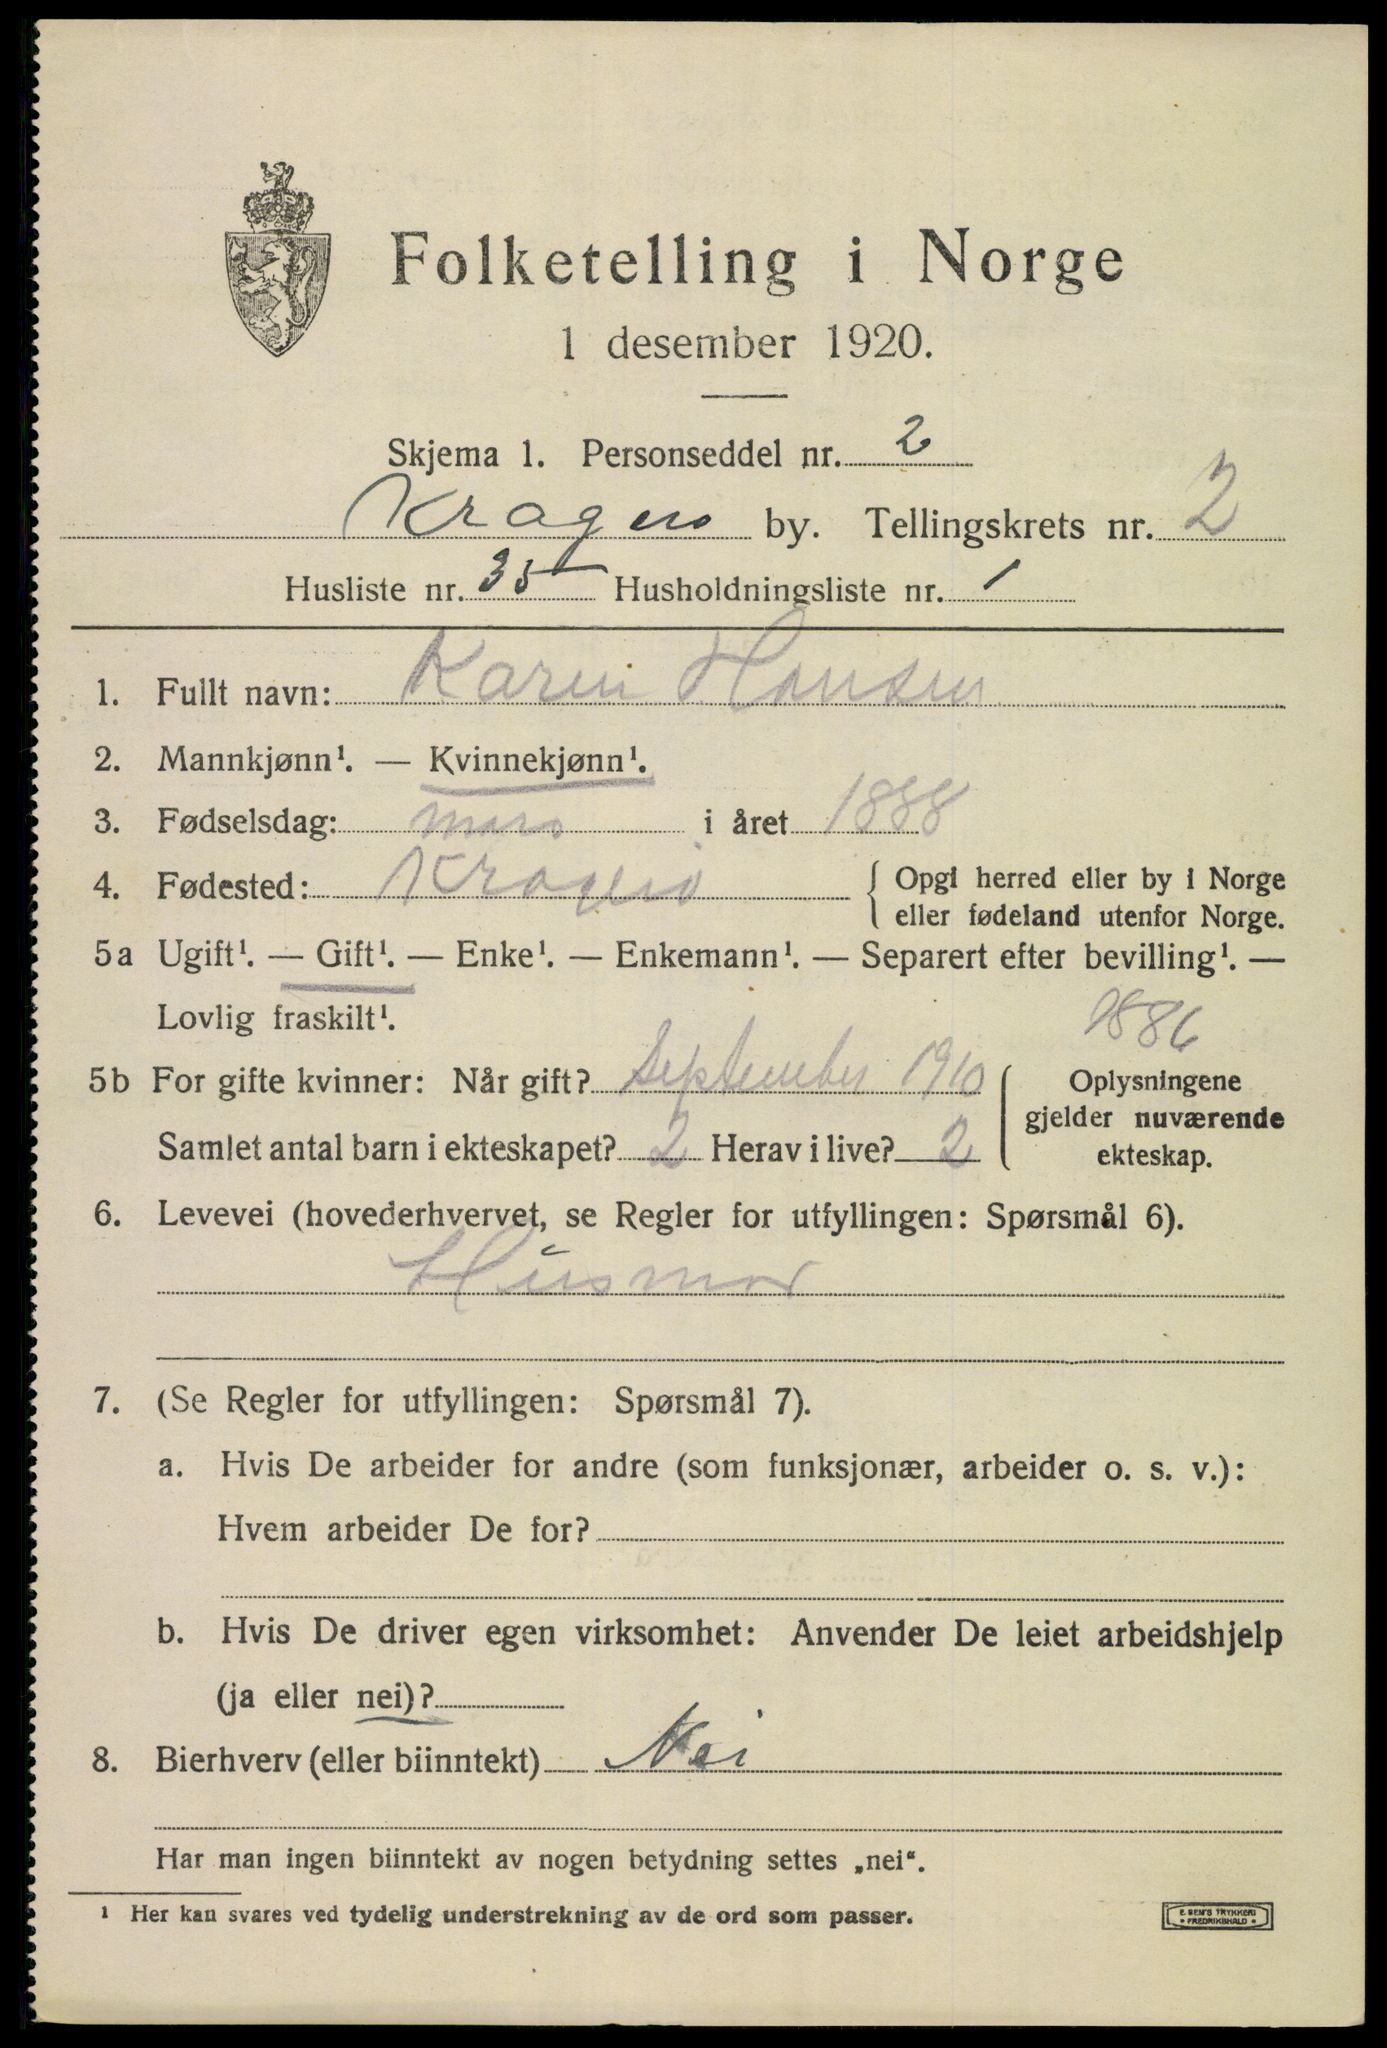 Folketelling i Norge
1 desember 1920.
Skjema 1. Personseddel nr. 2
Kragerø by. Tellingskrets nr. 2
Husliste nr. 35 Husholdningsliste nr. 1
1. Fullt navn: Karen Hansen
2. Mannkjønn¹. — Kvinnekjønn¹.
3. Fødselsdag: mars i året 1888
4. Fødested: Kragerø { Opgi herred eller by i Norge
eller fødeland utenfor Norge.
5a Ugift¹. — Gift¹. — Enke¹. — Enkemann¹. — Separert efter bevilling¹. —
Lovlig fraskilt¹.
1886
5b For gifte kvinner: Når gift? September 1910 Oplysningene
gjelder nuværende
Samlet antal barn i ekteskapet? 2 Herav i live? 2 ekteskap.
6. Levevei (hovederhvervet, se Regler for utfyllingen: Spørsmål 6).
Husmor
7. (Se Regler for utfyllingen: Spørsmål 7).
a. Hvis De arbeider for andre (som funksjonær, arbeider o. s. v.):
Hvem arbeider De for?
b. Hvis De driver egen virksomhet: Anvender De leiet arbeidshjelp
(ja eller nei)?
8. Bierhverv (eller biinntekt) Nei
Har man ingen biinntekt av nogen betydning settes „nei“.
¹ Her kan svares ved tydelig understrekning av de ord som passer.
E. SEM'S TRYKKERI
• FREDRIKSHALD •